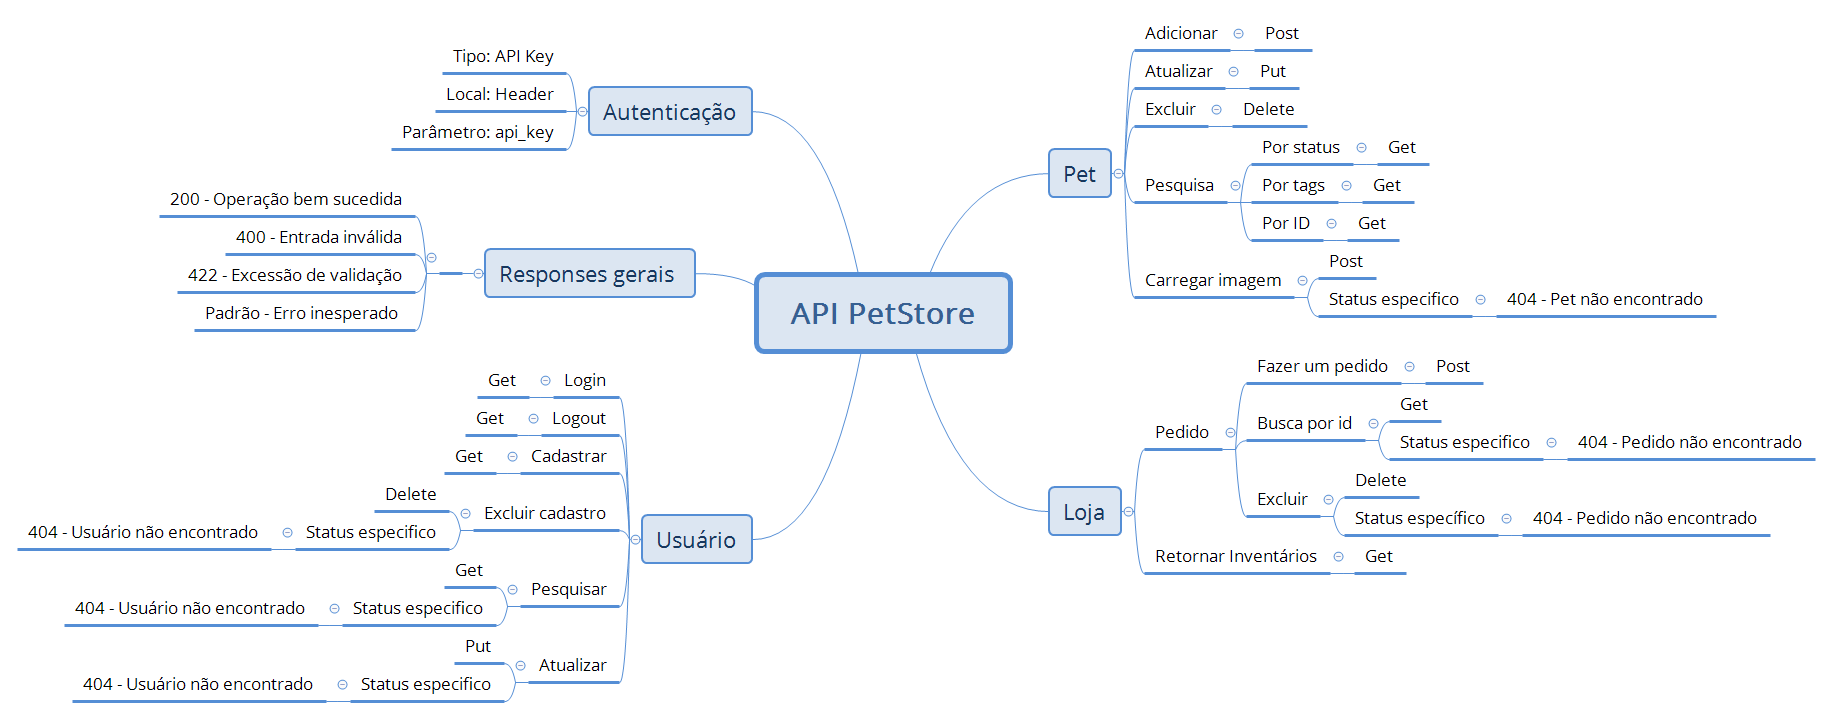 API PetStore
Autenticação
Tipo: API Key
Local: Header
Parâmetro: api_key
Responses gerais
200 - Operação bem sucedida
400 - Entrada inválida
422 - Excessão de validação
Padrão - Erro inesperado
Usuário
Login
Get
Logout
Get
Cadastrar
Get
Excluir cadastro
Delete
Status especifico
404 - Usuário não encontrado
Pesquisar
Get
Status especifico
404 - Usuário não encontrado
Atualizar
Put
Status especifico
404 - Usuário não encontrado
Pet
Adicionar
Post
Atualizar
Put
Excluir
Delete
Pesquisa
Por status
Get
Por tags
Get
Por ID
Get
Carregar imagem
Post
Status especifico
404 - Pet não encontrado
Loja
Pedido
Fazer um pedido
Post
Busca por id
Get
Status especifico
404 - Pedido não encontrado
Excluir
Delete
Status específico
404 - Pedido não encontrado
Retornar Inventários
Get